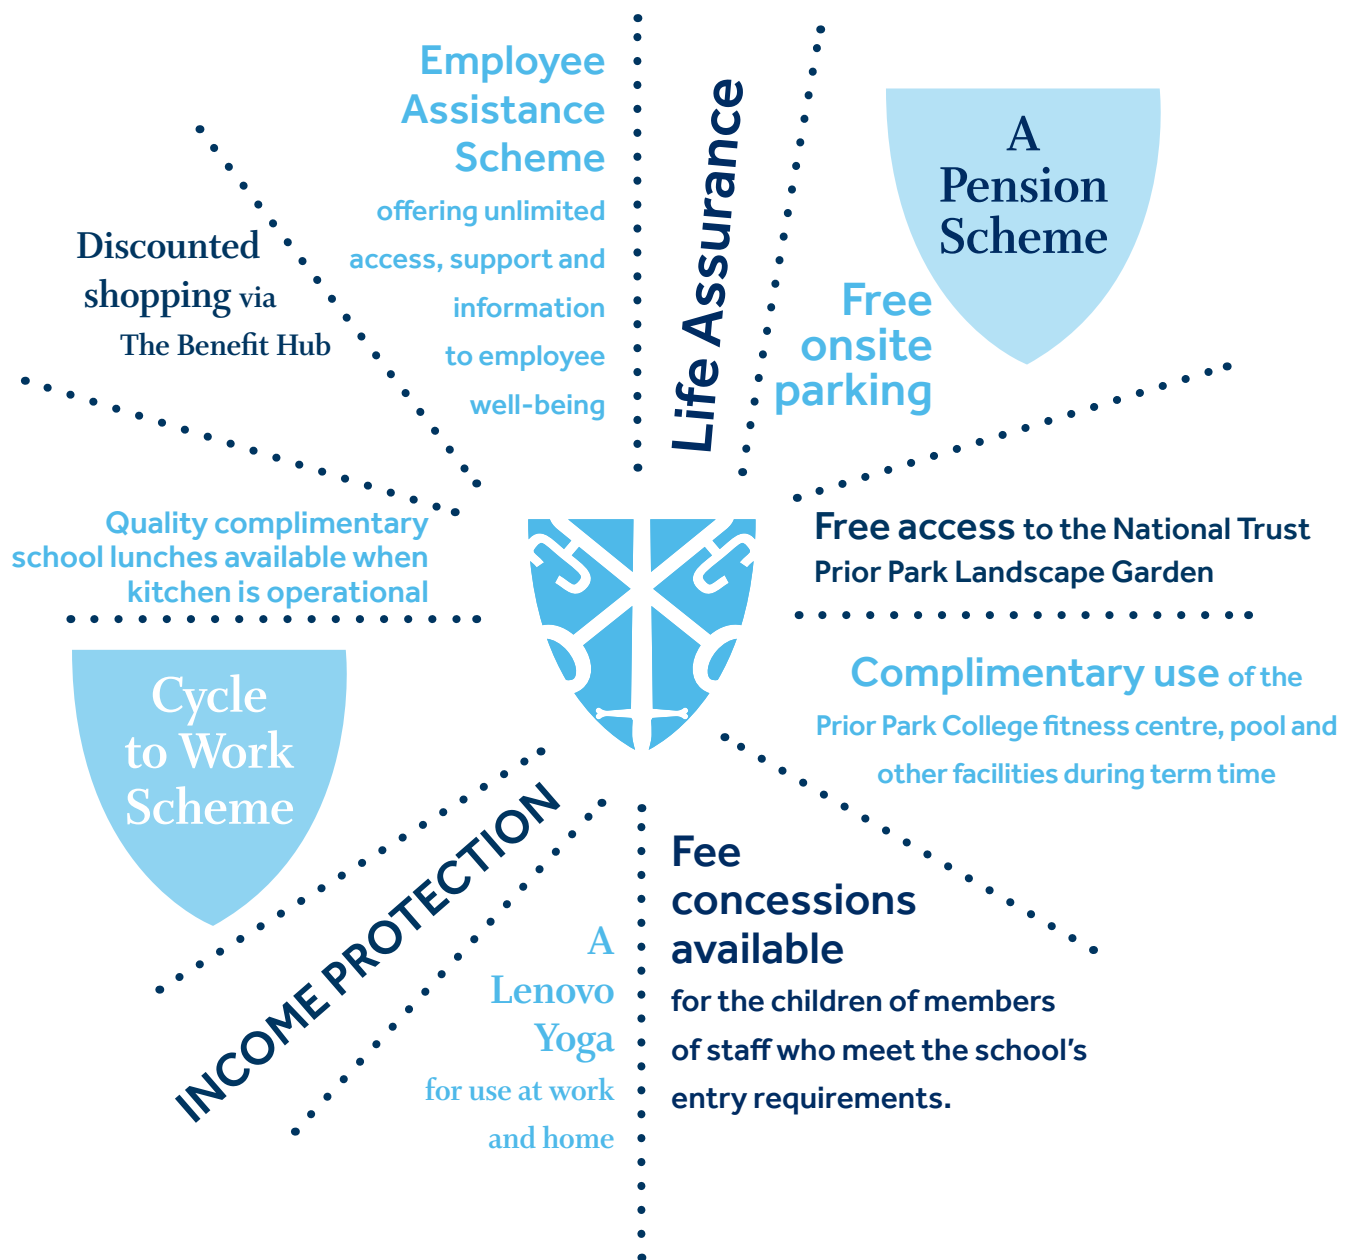 Employee
Assistance
Scheme
offering unlimited
access, support and
information
to employee
well-being
Life Assurance
A
Pension
Scheme
Free
onsite
parking
Discounted
shopping via
The Benefit Hub
Quality complimentary
school lunches available when
kitchen is operational
Free access to the National Trust
Prior Park Landscape Garden
Cycle
to Work
Scheme
Complimentary use of the
Prior Park College fitness centre, pool and
other facilities during term time
INCOME PROTECTION
A
Lenovo
Yoga
for use at work
and home
Fee
concessions
available
for the children of members
of staff who meet the school’s
entry requirements.